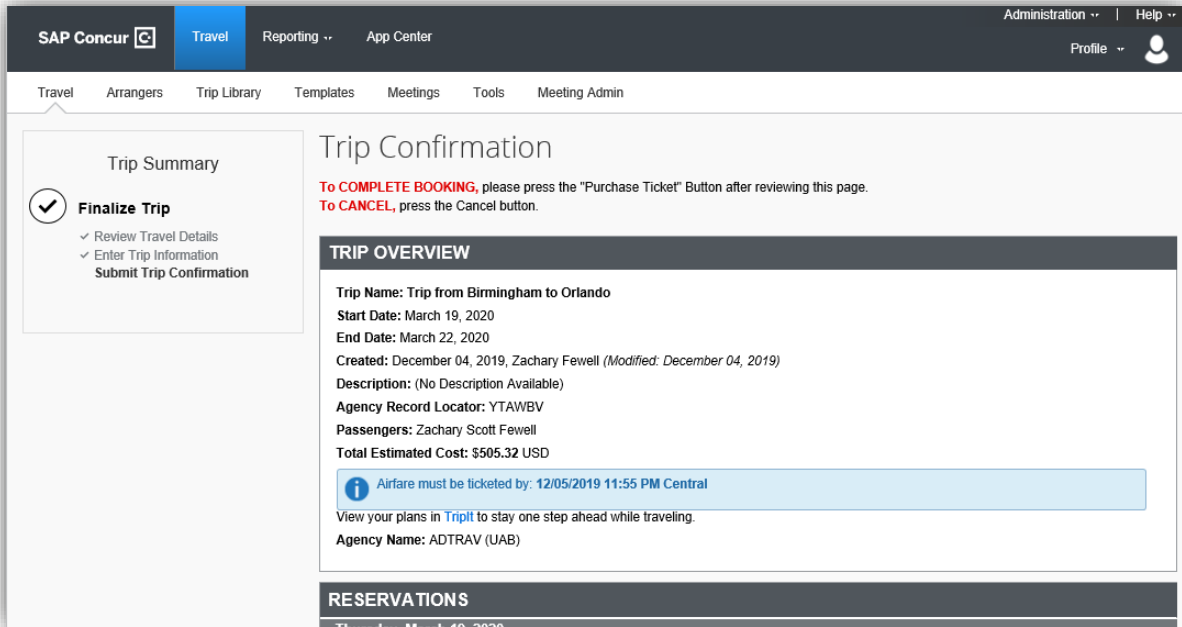 Administration | Help
SAP Concur C. Travel Reporting App Center
Profile
Travel Arrangers Trip Library Templates Meetings Tools Meeting Admin
Trip Summary
Finalize Trip
Review Travel Details
Enter Trip Information
Submit Trip Confirmation
Trip Confirmation
To COMPLETE BOOKING, please press the "Purchase Ticket" Button after reviewing this page.
To CANCEL, press the Cancel button.
TRIP OVERVIEW
Trip Name: Trip from Birmingham to Orlando
Start Date: March 19, 2020
End Date: March 22, 2020
Created: December 04, 2019, Zachary Fewell (Modified: December 04, 2019)
Description: (No Description Available)
Agency Record Locator: YTAWBV
Passengers: Zachary Scott Fewell
Total Estimated Cost: $505.32 USD
Airfare must be ticketed by: 12/05/2019 11:55 PM Central
View your plans in TripIt to stay one step ahead while traveling.
Agency Name: ADTRAV (UAB)
RESERVATIONS
Thursday, March 19, 2020